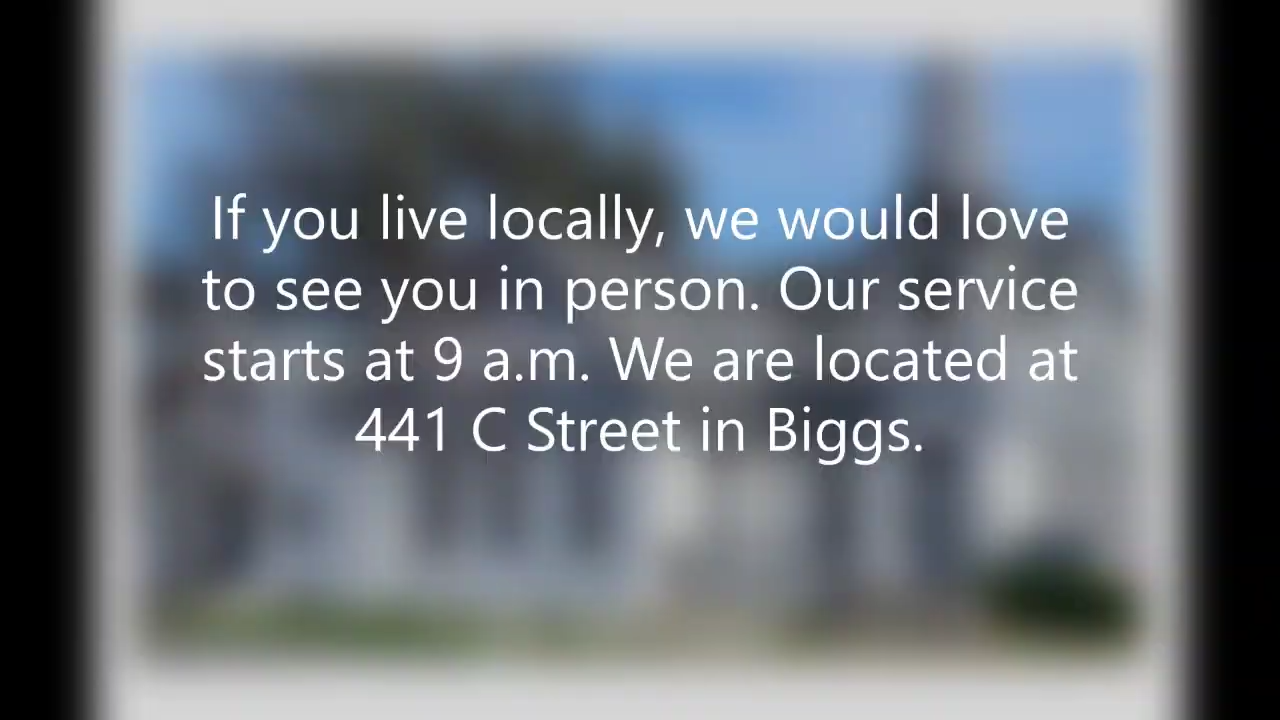 If you live locally, we would love
to see you in person. Our service
starts at 9 a.m. We are located at
441 C Street in Biggs.